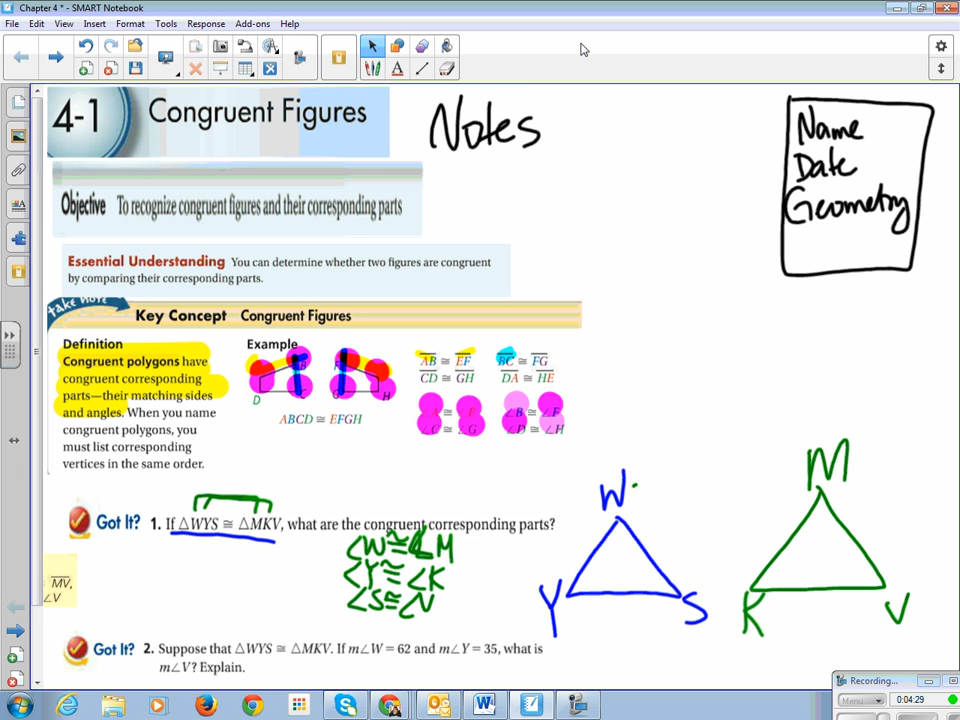 Chapter 4 * - SMART Notebook
File Edit View Insert Format Tools Response Add-ons Help
4-1 Congruent Figures
Notes
Name
Date
Geometry
Objective To recognize congruent figures and their corresponding parts
Essential Understanding You can determine whether two figures are congruent
by comparing their corresponding parts.
take note
Key Concept Congruent Figures
Definition
Congruent polygons have
congruent corresponding
parts—their matching sides
and angles. When you name
congruent polygons, you
must list corresponding
vertices in the same order.
Example
B
D
C
H
ABCD ≅ EFGH
AB ≅ EF BC ≅ FG
CD ≅ GH DA ≅ HE
∠A ≅ ∠E ∠B ≅ ∠F
∠C ≅ ∠G ∠D ≅ ∠H
Got It? 1. If △WYS ≅ △MKV, what are the congruent corresponding parts?
∠W ≅ ∠M
∠Y ≅ ∠K
∠S ≅ ∠V
W
Y
S
M
K
V
MV,
∠V
Got It? 2. Suppose that △WYS ≅ △MKV. If m∠W = 62 and m∠Y = 35, what is
m∠V? Explain.
Recording...
Menu
0:04:29